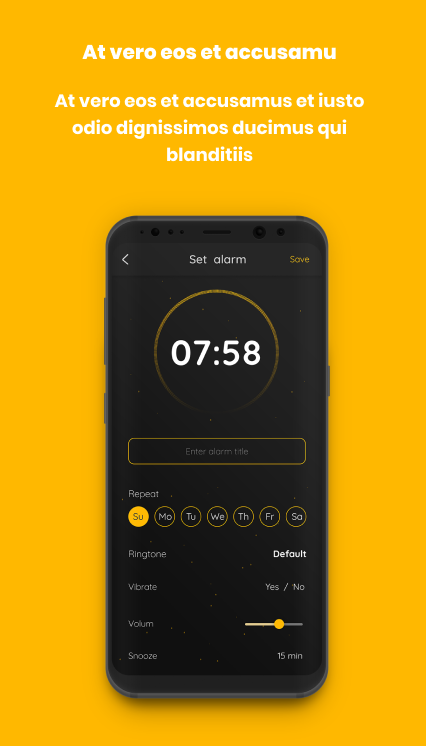 At vero eos et accusamu
At vero eos et accusamus et iusto
odio dignissimos ducimus qui
blanditiis
Set alarm
Save
07:58
Enter alarm title
Repeat
Su Mo Tu We Th Fr Sa
Ringtone Default
Vibrate Yes / No
Volum
Snooze 15 min